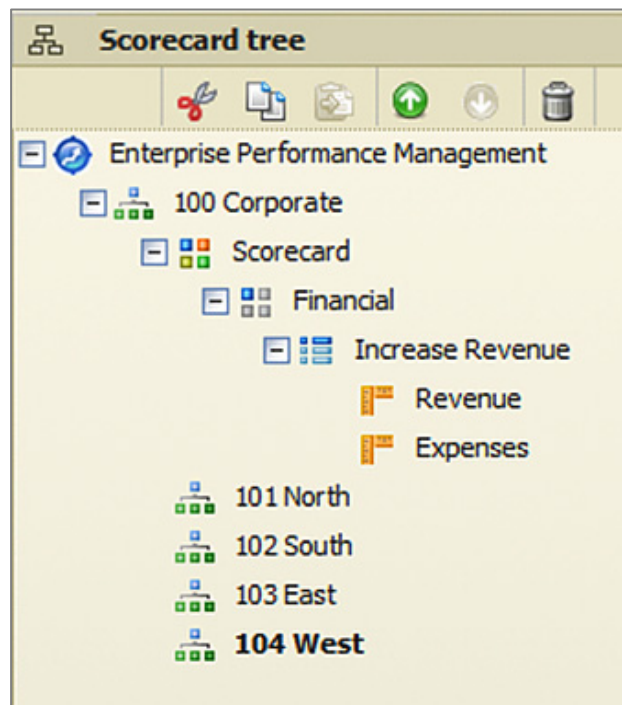 Scorecard tree
Enterprise Performance Management
100 Corporate
Scorecard
Financial
Increase Revenue
Revenue
Expenses
101 North
102 South
103 East
104 West